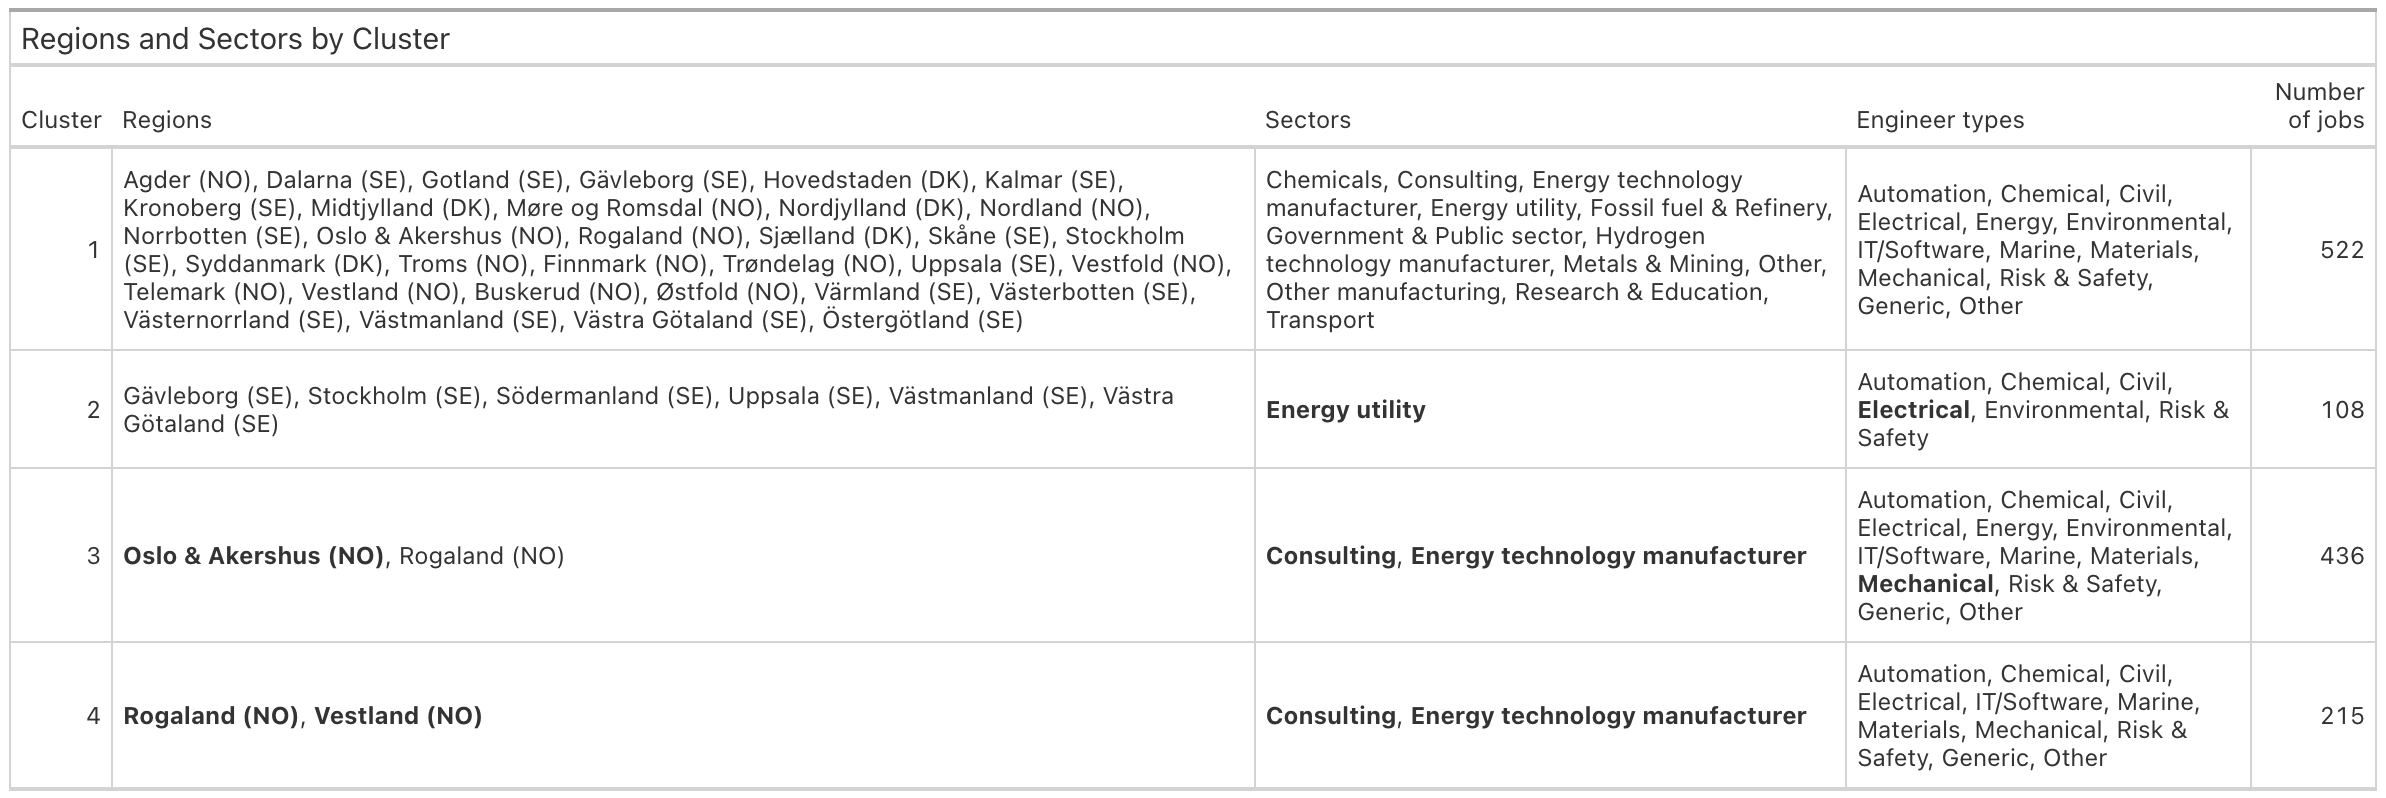 Regions and Sectors by Cluster
Cluster Regions Sectors Engineer types Number of jobs
1
Agder (NO), Dalarna (SE), Gotland (SE), Gävleborg (SE), Hovedstaden (DK), Kalmar (SE),
Kronoberg (SE), Midtjylland (DK), Møre og Romsdal (NO), Nordjylland (DK), Nordland (NO),
Norrbotten (SE), Oslo & Akershus (NO), Rogaland (NO), Sjælland (DK), Skåne (SE), Stockholm
(SE), Syddanmark (DK), Troms (NO), Finnmark (NO), Trøndelag (NO), Uppsala (SE), Vestfold (NO),
Telemark (NO), Vestland (NO), Buskerud (NO), Østfold (NO), Värmland (SE), Västerbotten (SE),
Västernorrland (SE), Västmanland (SE), Västra Götaland (SE), Östergötland (SE)
Chemicals, Consulting, Energy technology
manufacturer, Energy utility, Fossil fuel & Refinery,
Government & Public sector, Hydrogen
technology manufacturer, Metals & Mining, Other,
Other manufacturing, Research & Education,
Transport
Automation, Chemical, Civil,
Electrical, Energy, Environmental,
IT/Software, Marine, Materials,
Mechanical, Risk & Safety,
Generic, Other
522
2
Gävleborg (SE), Stockholm (SE), Södermanland (SE), Uppsala (SE), Västmanland (SE), Västra
Götaland (SE)
Energy utility
Automation, Chemical, Civil,
Electrical, Environmental, Risk &
Safety
108
3
Oslo & Akershus (NO), Rogaland (NO)
Consulting, Energy technology manufacturer
Automation, Chemical, Civil,
Electrical, Energy, Environmental,
IT/Software, Marine, Materials,
Mechanical, Risk & Safety,
Generic, Other
436
4
Rogaland (NO), Vestland (NO)
Consulting, Energy technology manufacturer
Automation, Chemical, Civil,
Electrical, IT/Software, Marine,
Materials, Mechanical, Risk &
Safety, Generic, Other
215